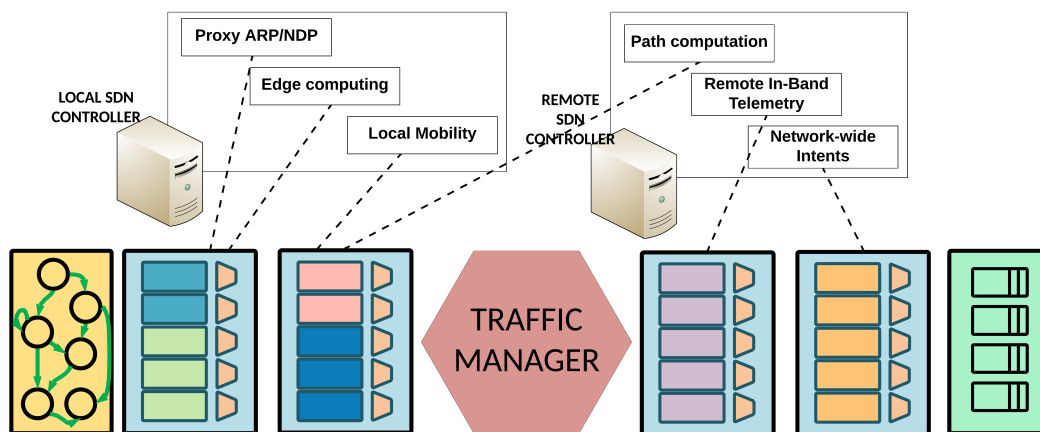 Proxy ARP/NDP
Edge computing
Local Mobility
LOCAL SDN
CONTROLLER
Path computation
Remote In-Band
Telemetry
Network-wide
Intents
REMOTE
SDN
CONTROLLER
TRAFFIC
MANAGER